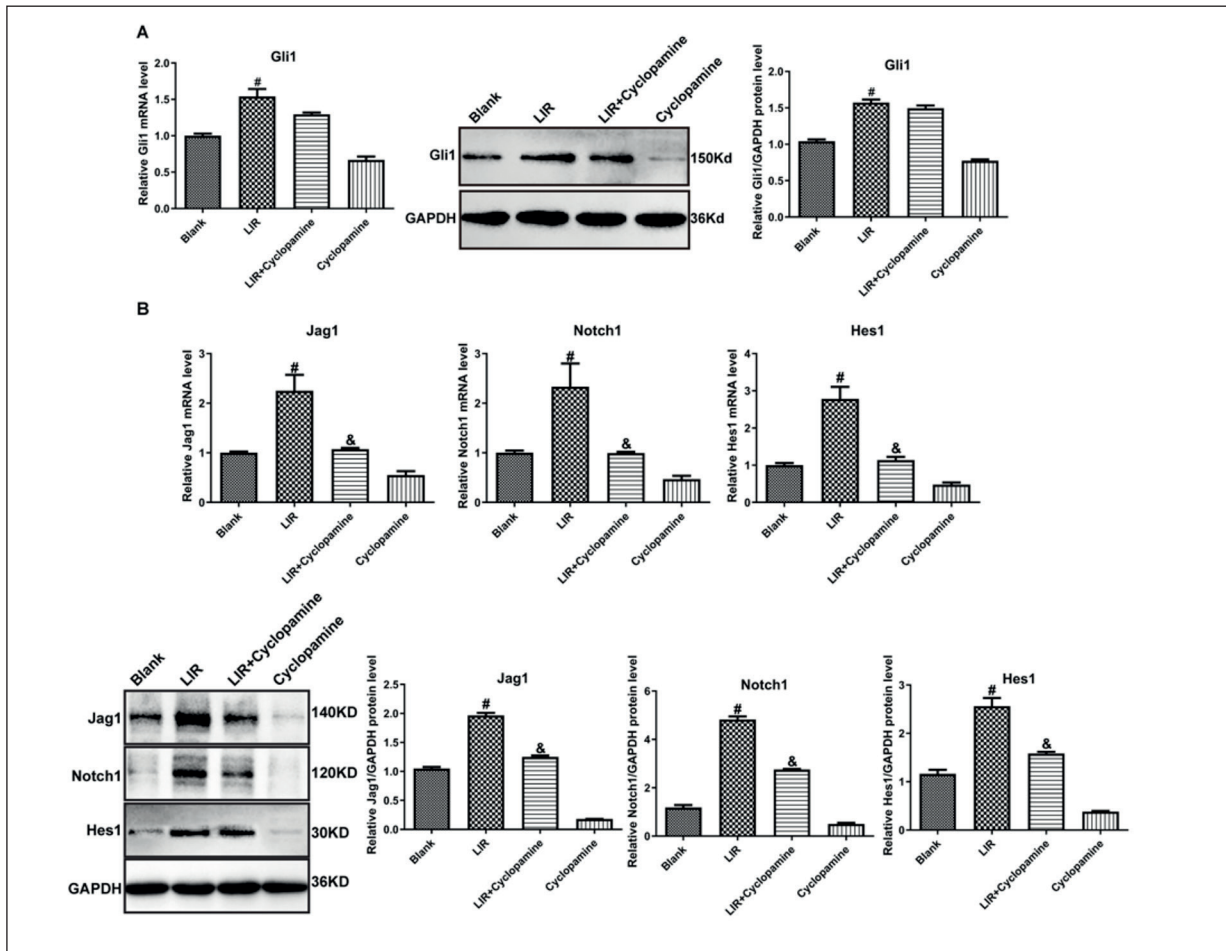 A
Gli1
Relative Gli1 mRNA level
2.0
1.5
1.0
0.5
0.0
#
Blank
LIR
LIR+Cyclopamine
Cyclopamine
Blank
LIR
LIR+Cyclopamine
Cyclopamine
Gli1
150Kd
GAPDH
36Kd
Gli1
Relative Gli1/GAPDH protein level
2.0
1.5
1.0
0.5
0.0
#
Blank
LIR
LIR+Cyclopamine
Cyclopamine
B
Jag1
Relative Jag1 mRNA level
3
2
1
0
#
&
Blank
LIR
LIR+Cyclopamine
Cyclopamine
Notch1
Relative Notch1 mRNA level
3
2
1
0
#
&
Blank
LIR
LIR+Cyclopamine
Cyclopamine
Hes1
Relative Hes1 mRNA level
4
3
2
1
0
#
&
Blank
LIR
LIR+Cyclopamine
Cyclopamine
Blank
LIR
LIR+Cyclopamine
Cyclopamine
Jag1
140KD
Notch1
120KD
Hes1
30KD
GAPDH
36KD
Jag1
Relative Jag1/GAPDH protein level
2.5
2.0
1.5
1.0
0.5
0.0
#
&
Blank
LIR
LIR+Cyclopamine
Cyclopamine
Notch1
Relative Notch1/GAPDH protein level
6
4
2
0
#
&
Blank
LIR
LIR+Cyclopamine
Cyclopamine
Hes1
Relative Hes1/GAPDH protein level
3
2
1
0
#
&
Blank
LIR
LIR+Cyclopamine
Cyclopamine